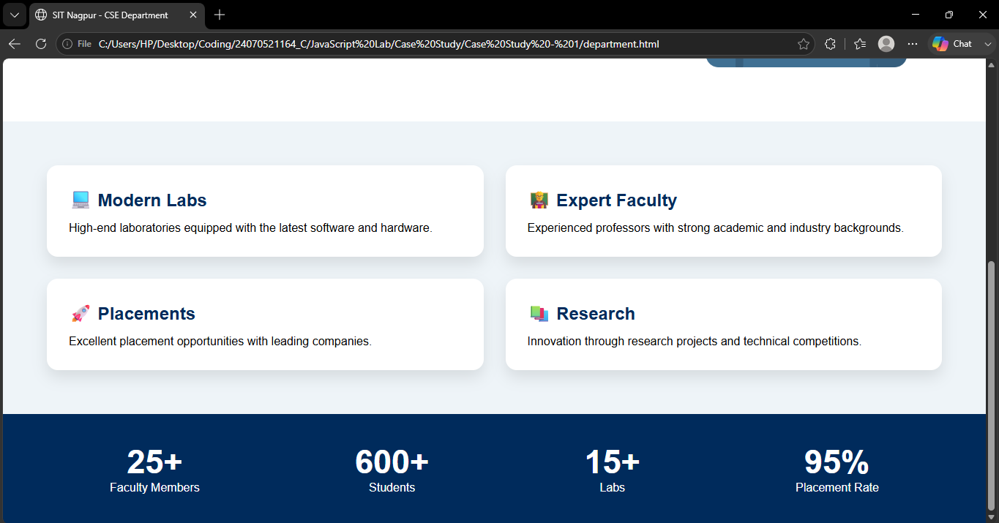 SIT Nagpur - CSE Department
File C:/Users/HP/Desktop/Coding/24070521164_C/JavaScript%20Lab/Case%20Study/Case%20Study%20-%201/department.html
Chat
💻 Modern Labs
High-end laboratories equipped with the latest software and hardware.
👩‍🏫 Expert Faculty
Experienced professors with strong academic and industry backgrounds.
🚀 Placements
Excellent placement opportunities with leading companies.
📚 Research
Innovation through research projects and technical competitions.
25+
Faculty Members
600+
Students
15+
Labs
95%
Placement Rate